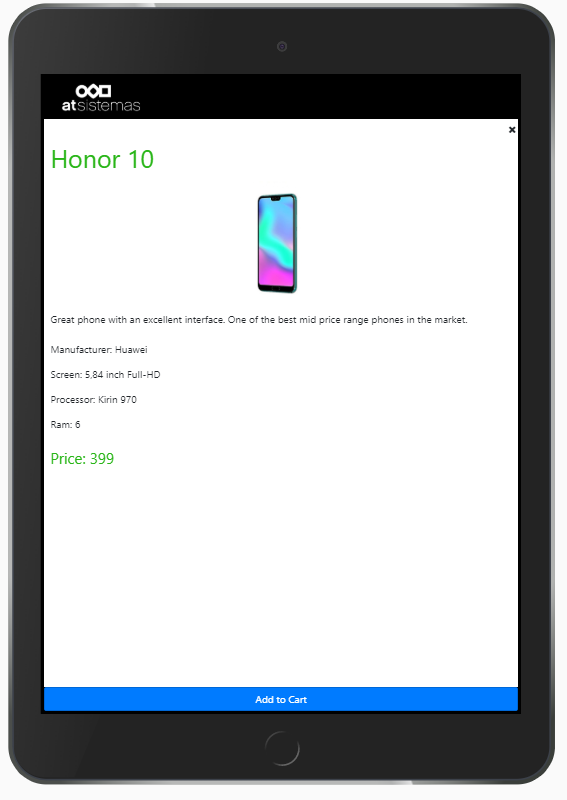 atsistemas
Honor 10
Great phone with an excellent interface. One of the best mid price range phones in the market.
Manufacturer: Huawei
Screen: 5,84 inch Full-HD
Processor: Kirin 970
Ram: 6
Price: 399
Add to Cart